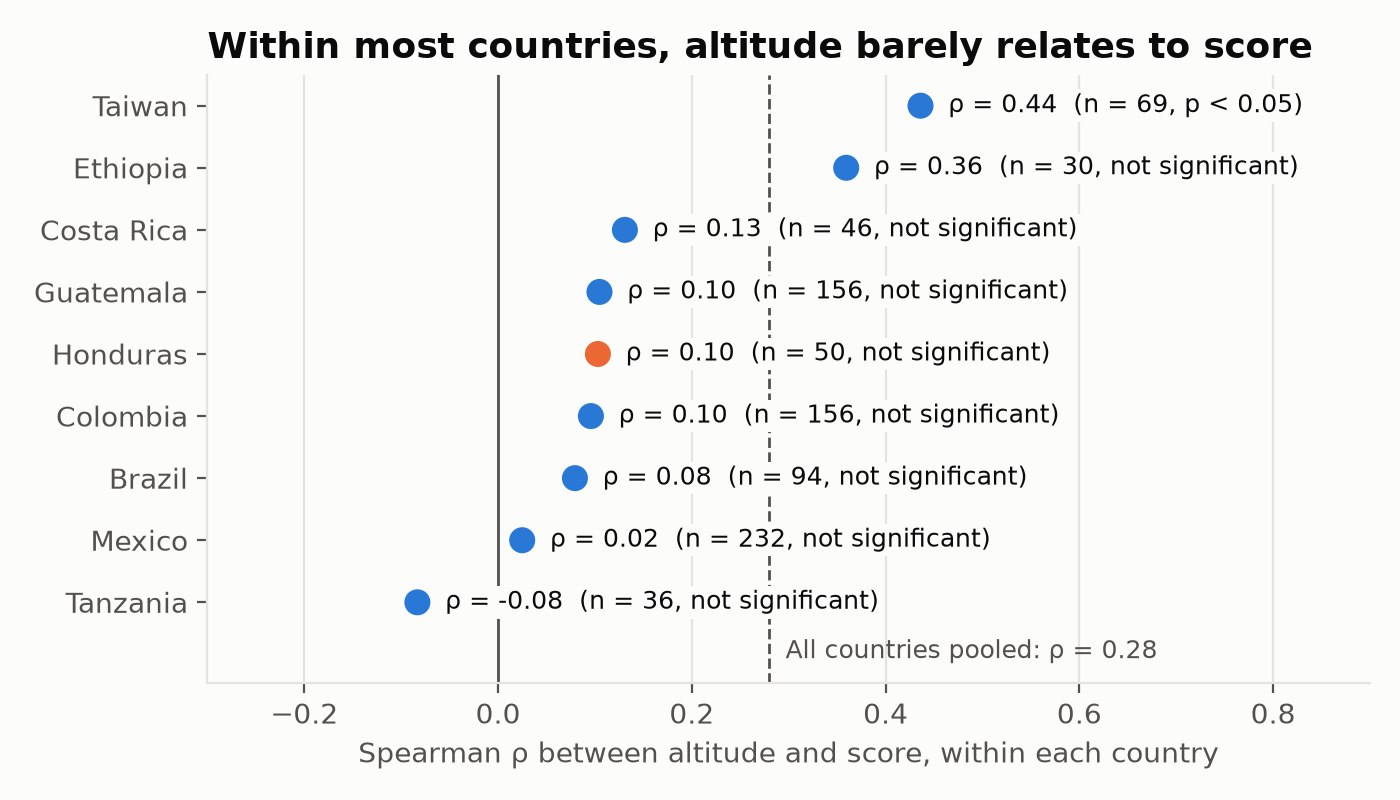 Within most countries, altitude barely relates to score
Taiwan ρ = 0.44 (n = 69, p < 0.05)
Ethiopia ρ = 0.36 (n = 30, not significant)
Costa Rica ρ = 0.13 (n = 46, not significant)
Guatemala ρ = 0.10 (n = 156, not significant)
Honduras ρ = 0.10 (n = 50, not significant)
Colombia ρ = 0.10 (n = 156, not significant)
Brazil ρ = 0.08 (n = 94, not significant)
Mexico ρ = 0.02 (n = 232, not significant)
Tanzania ρ = -0.08 (n = 36, not significant)
All countries pooled: ρ = 0.28
−0.2 0.0 0.2 0.4 0.6 0.8
Spearman ρ between altitude and score, within each country